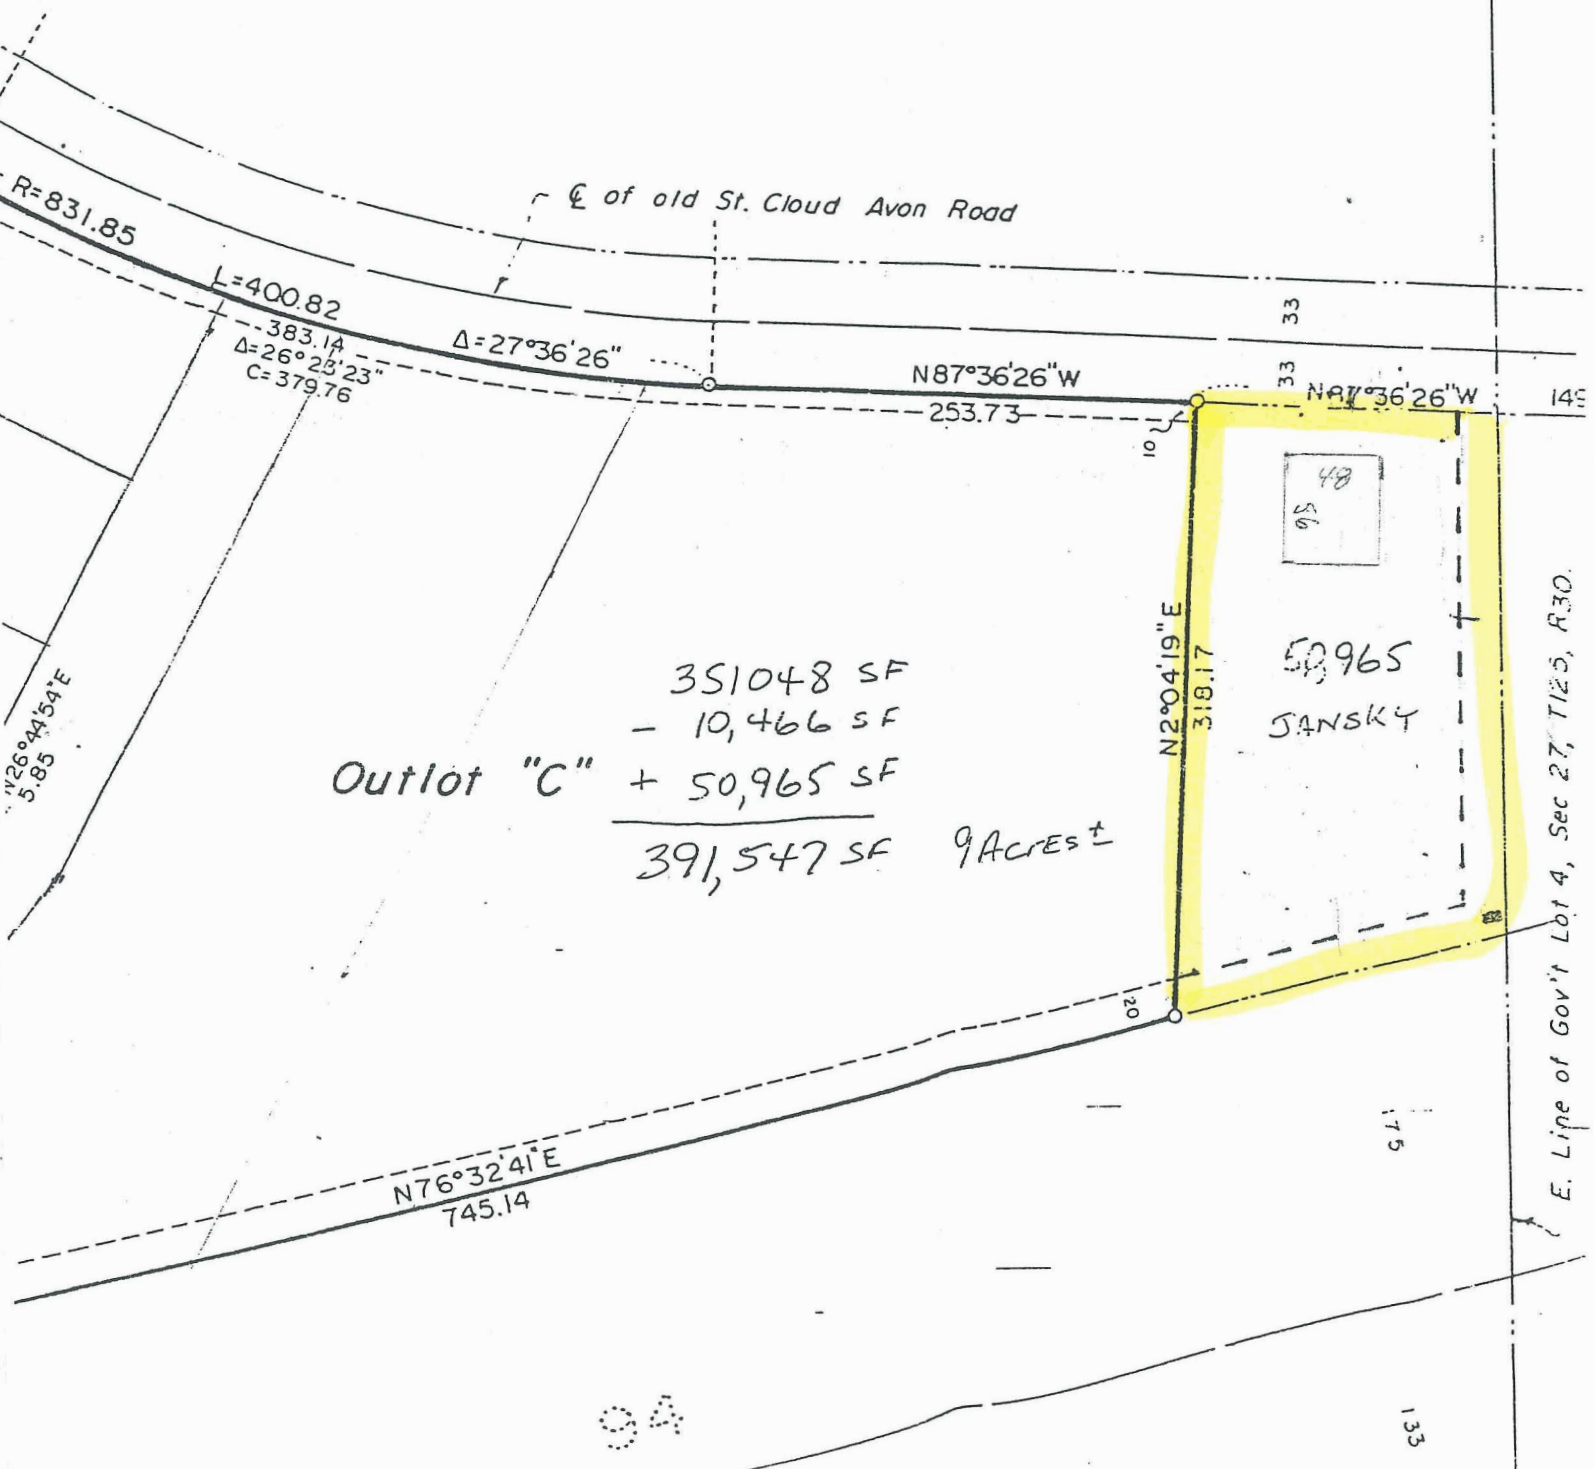 ℄ of old St. Cloud Avon Road
R=831.85
L=400.82
383.14
Δ=26°23'23"
C=379.76
Δ=27°36'26"
N87°36'26"W
253.73
10
33
33
N87°36'26"W
48
56
N2°04'19"E
318.17
JANSKY
351048 SF
- 10,466 SF
Outlot "C" + 50,965 SF
391,547 SF 9 Acres±
N26°44'54"E
5.85
20
N76°32'41"E
745.14
E. Line of Gov't Lot 4, Sec 27, T125, R30.
175
133
94